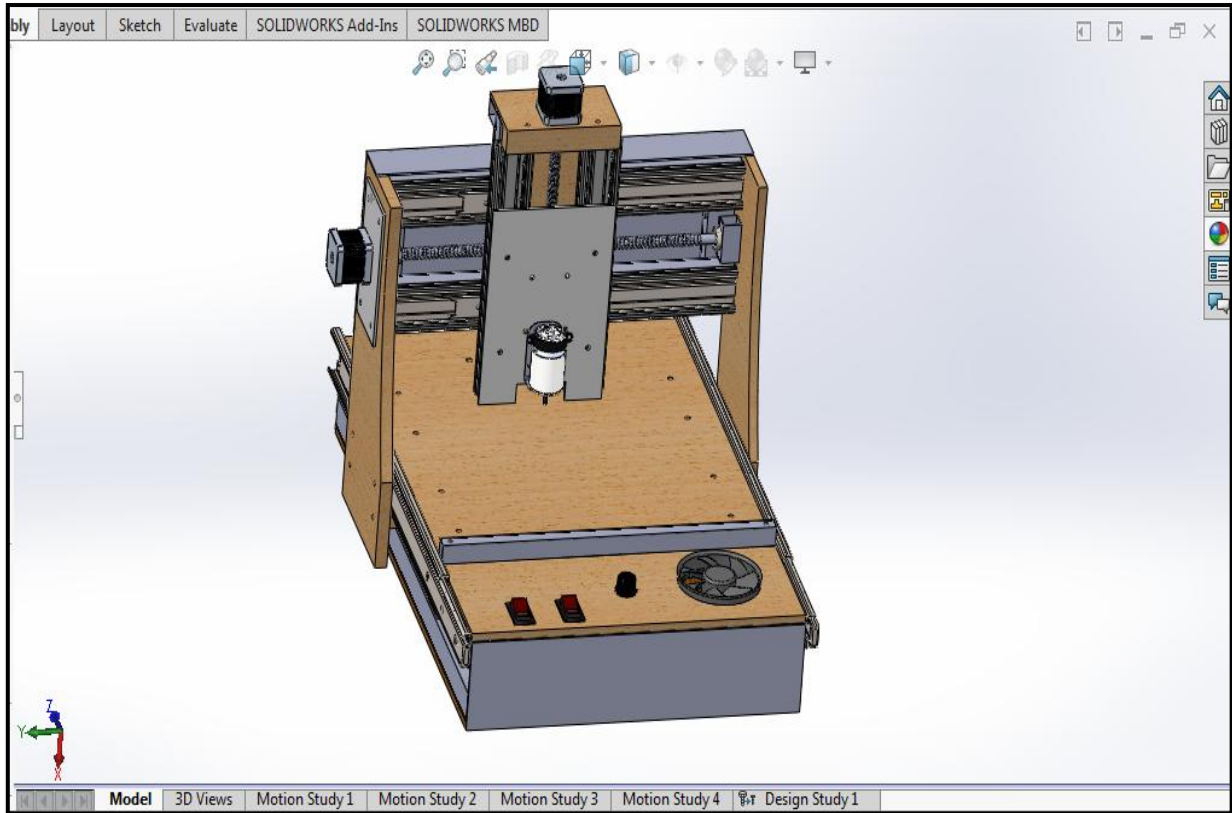 bly Layout Sketch Evaluate SOLIDWORKS Add-Ins SOLIDWORKS MBD
Z
Y
X
Model 3D Views Motion Study 1 Motion Study 2 Motion Study 3 Motion Study 4 Design Study 1